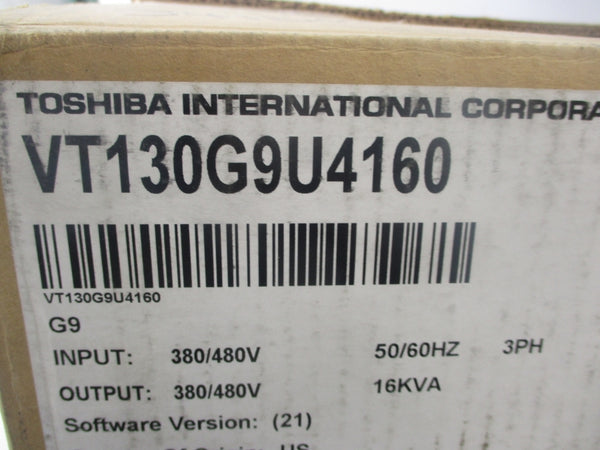 TOSHIBA INTERNATIONAL CORPORA
VT130G9U4160
VT130G9U4160
G9
INPUT: 380/480V 50/60HZ 3PH
OUTPUT: 380/480V 16KVA
Software Version: (21)
US